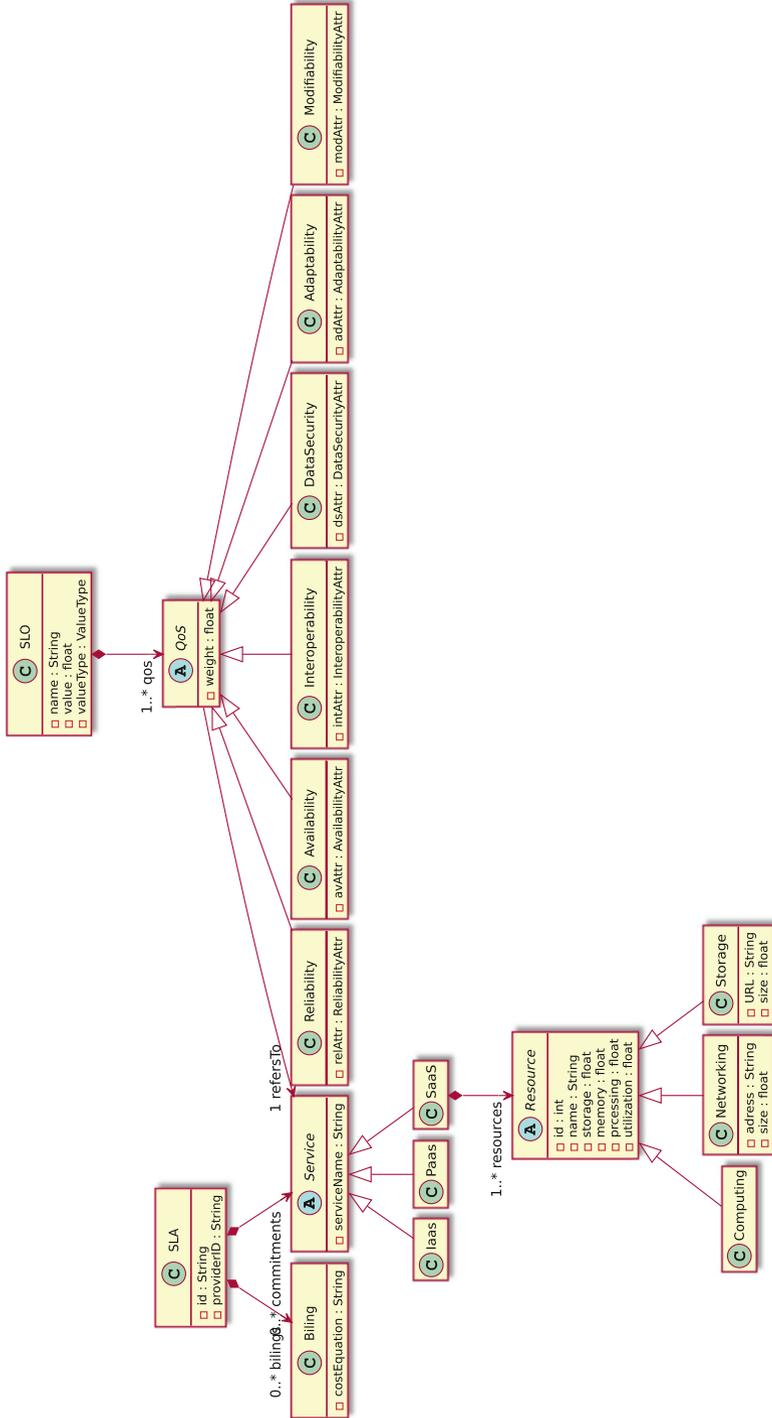 C SLO
name : String
value : float
valueType : ValueType
1..* qos
A QoS
weight : float
C SLA
id : String
providerID : String
0..* bilings
0..* commitments
1 refersTo
C Biling
costEquation : String
A Service
serviceName : String
C Reliability
relAttr : ReliabilityAttr
C Availability
avAttr : AvailabilityAttr
C Interoperability
intAttr : InteroperabilityAttr
C DataSecurity
dsAttr : DataSecurityAttr
C Adaptability
adAttr : AdaptabilityAttr
C Modifiability
modAttr : ModifiabilityAttr
C Iaas
C Paas
C SaaS
1..* resources
A Resource
id : int
name : String
storage : float
memory : float
prcessing : float
utilization : float
C Computing
C Networking
adress : String
size : float
C Storage
URL : String
size : float